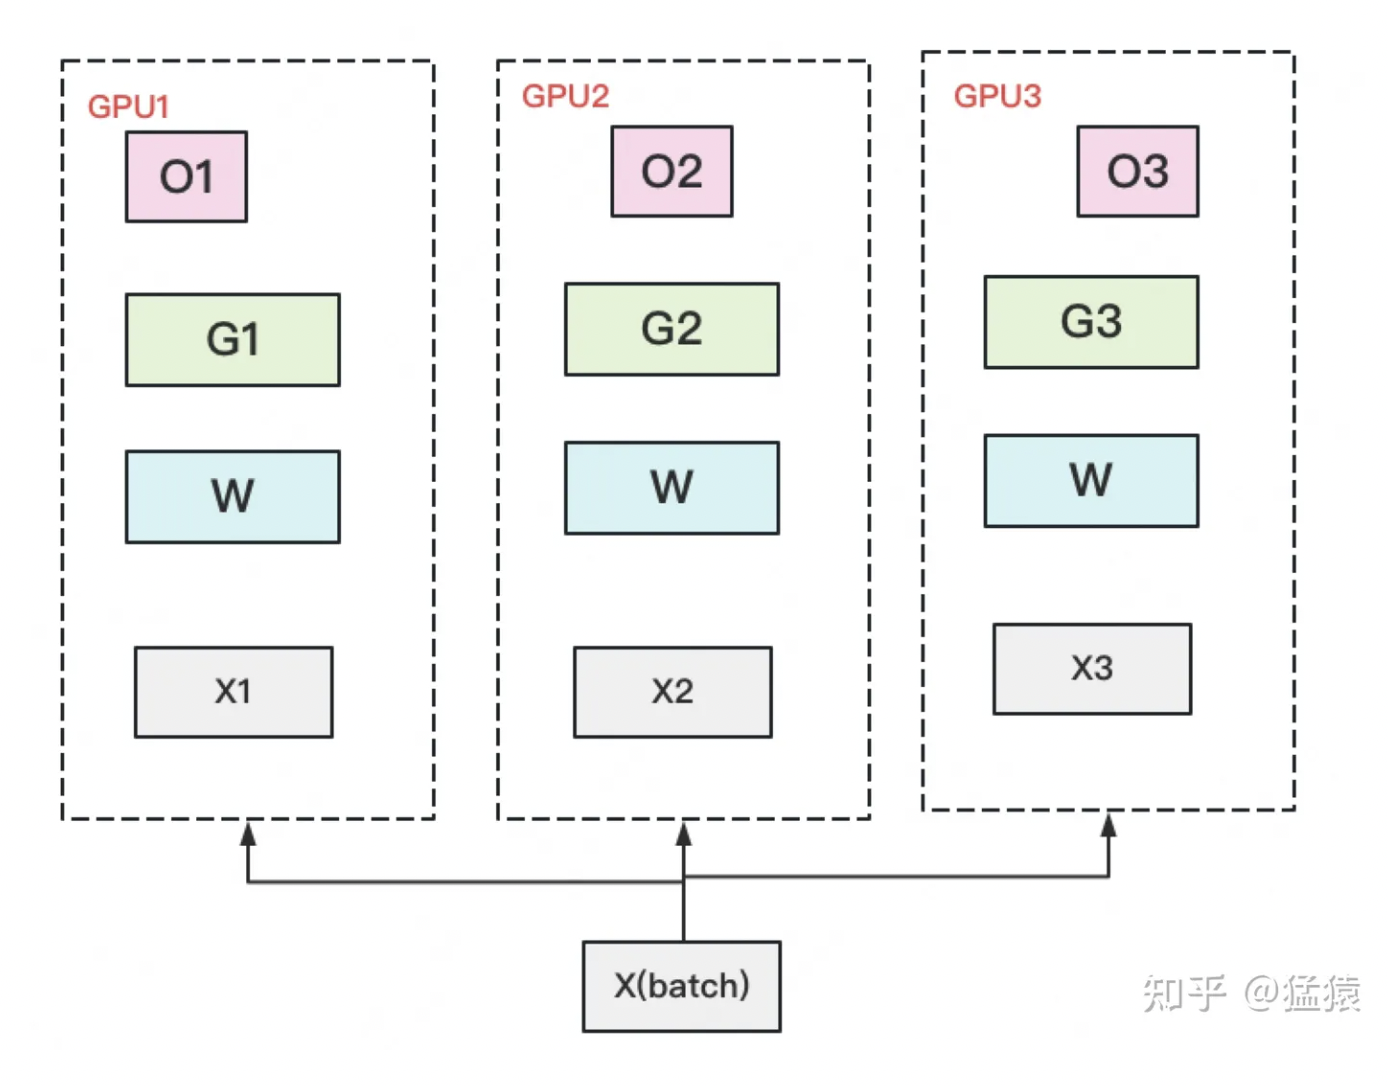 GPU1
O1
G1
W
X1
GPU2
O2
G2
W
X2
GPU3
O3
G3
W
X3
X(batch)
知乎 @猛猿